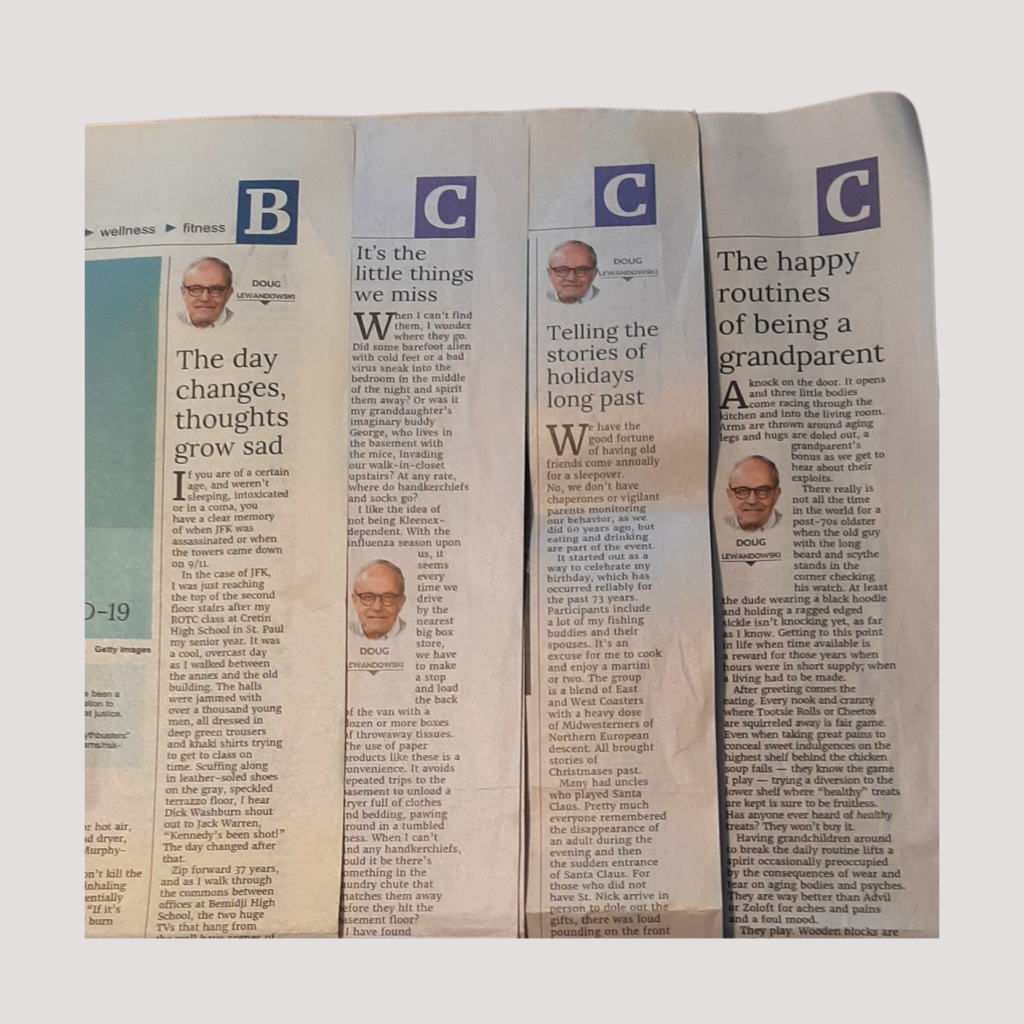 wellness
fitness
B
D-19
Getty Images
been a
at justice.
r hot air,
d dryer,
Murphy-
n't kill the
inhaling
entially
"If it's
burn
DOUG
LEWANDOWSKI
The day
changes,
thoughts
grow sad
If you are of a certain
age, and weren't
sleeping, intoxicated
or in a coma, you
have a clear memory
of when JFK was
assassinated or when
the towers came down
on 9/11.
In the case of JFK,
I was just reaching
the top of the second
floor stairs after my
ROTC class at Cretin
High School in St. Paul
my senior year. It was
a cool, overcast day
as I walked between
the annex and the old
building. The halls
were jammed with
over a thousand young
men, all dressed in
deep green trousers
and khaki shirts trying
to get to class on
time. Scuffing along
in leather-soled shoes
on the gray, speckled
terrazzo floor, I hear
Dick Washburn shout
out to Jack Warren,
"Kennedy's been shot!"
The day changed after
that.
Zip forward 37 years,
and as I walk through
the commons between
offices at Bemidji High
School, the two huge
TVs that hang from
the wall have scenes of
C
It's the
little things
we miss
When I can't find
them, I wonder
where they go.
Did some barefoot alien
with cold feet or a bad
virus sneak into the
bedroom in the middle
of the night and spirit
them away? Or was it
my granddaughter's
imaginary buddy
George, who lives in
the basement with
the mice, invading
our walk-in-closet
upstairs? At any rate,
where do handkerchiefs
and socks go?
I like the idea of
not being Kleenex-
dependent. With the
influenza season upon
us, it
seems
every
time we
drive
by the
nearest
big box
store,
we have
to make
a stop
and load
the back
DOUG
LEWANDOWSKI
of the van with a
dozen or more boxes
of throwaway tissues.
The use of paper
products like these is a
convenience. It avoids
repeated trips to the
basement to unload a
dryer full of clothes
and bedding, pawing
round in a tumbled
ness. When I can't
nd any handkerchiefs,
ould it be there's
omething in the
undry chute that
natches them away
efore they hit the
asement floor?
I have found
C
DOUG
LEWANDOWSKI
Telling the
stories of
holidays
long past
We have the
good fortune
of having old
friends come annually
for a sleepover.
No, we don't have
chaperones or vigilant
parents monitoring
our behavior, as we
did 60 years ago, but
eating and drinking
are part of the event.
It started out as a
way to celebrate my
birthday, which has
occurred reliably for
the past 73 years.
Participants include
a lot of my fishing
buddies and their
spouses. It's an
excuse for me to cook
and enjoy a martini
or two. The group
is a blend of East
and West Coasters
with a heavy dose
of Midwesterners of
Northern European
descent. All brought
stories of
Christmases past.
Many had uncles
who played Santa
Claus. Pretty much
everyone remembered
the disappearance of
an adult during the
evening and then
the sudden entrance
of Santa Claus. For
those who did not
have St. Nick arrive in
person to dole out the
gifts, there was loud
pounding on the front
C
The happy
routines
of being a
grandparent
A knock on the door. It opens
and three little bodies
come racing through the
kitchen and into the living room.
Arms are thrown around aging
legs and hugs are doled out, a
grandparent's
bonus as we get to
hear about their
exploits.
There really is
not all the time
in the world for a
post-70s oldster
when the old guy
with the long
beard and scythe
stands in the
corner checking
his watch. At least
DOUG
LEWANDOWSKI
the dude wearing a black hoodie
and holding a ragged edged
sickle isn't knocking yet, as far
as I know. Getting to this point
in life when time available is
a reward for those years when
hours were in short supply; when
a living had to be made.
After greeting comes the
eating. Every nook and cranny
where Tootsie Rolls or Cheetos
are squirreled away is fair game.
Even when taking great pains to
conceal sweet indulgences on the
highest shelf behind the chicken
soup fails — they know the game
I play — trying a diversion to the
lower shelf where "healthy" treats
are kept is sure to be fruitless.
Has anyone ever heard of healthy
treats? They won't buy it.
Having grandchildren around
to break the daily routine lifts a
spirit occasionally preoccupied
by the consequences of wear and
tear on aging bodies and psyches.
They are way better than Advil
or Zoloft for aches and pains
and a foul mood.
They play. Wooden blocks are